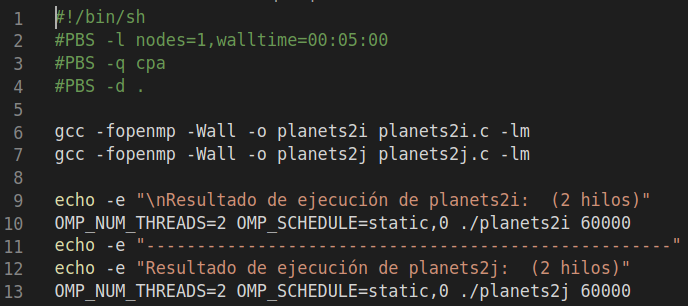 1 #!/bin/sh
2 #PBS -l nodes=1,walltime=00:05:00
3 #PBS -q cpa
4 #PBS -d .
5
6 gcc -fopenmp -Wall -o planets2i planets2i.c -lm
7 gcc -fopenmp -Wall -o planets2j planets2j.c -lm
8
9 echo -e "\nResultado de ejecución de planets2i:  (2 hilos)"
10 OMP_NUM_THREADS=2 OMP_SCHEDULE=static,0 ./planets2i 60000
11 echo -e "-----------------------------------------------------"
12 echo -e "Resultado de ejecución de planets2j:  (2 hilos)"
13 OMP_NUM_THREADS=2 OMP_SCHEDULE=static,0 ./planets2j 60000